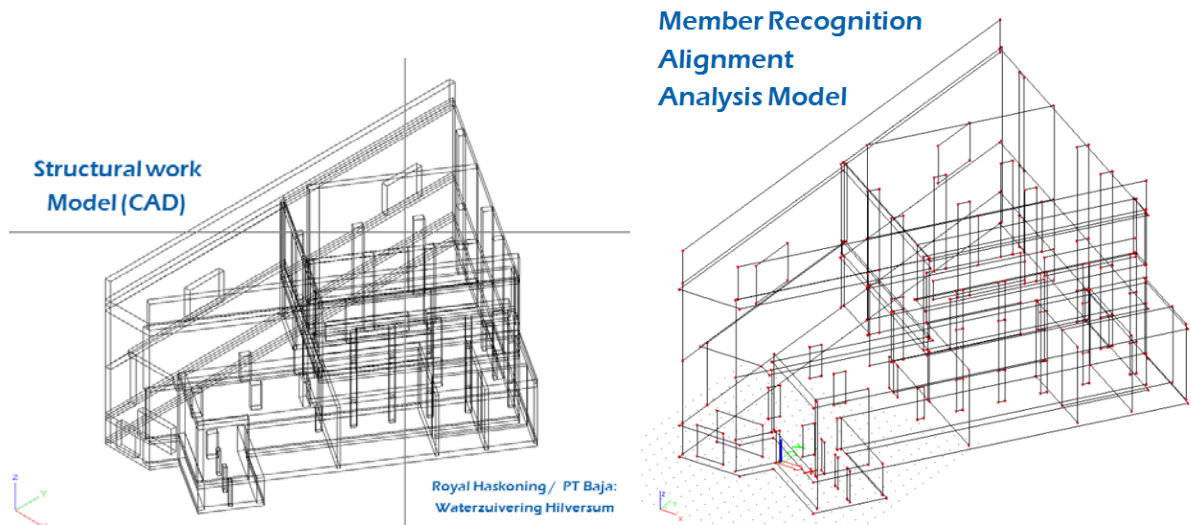 Structural work
Model (CAD)
Royal Haskoning / PT Baja:
Waterzuivering Hilversum
Z
Y
Member Recognition
Alignment
Analysis Model
Z
Y
X